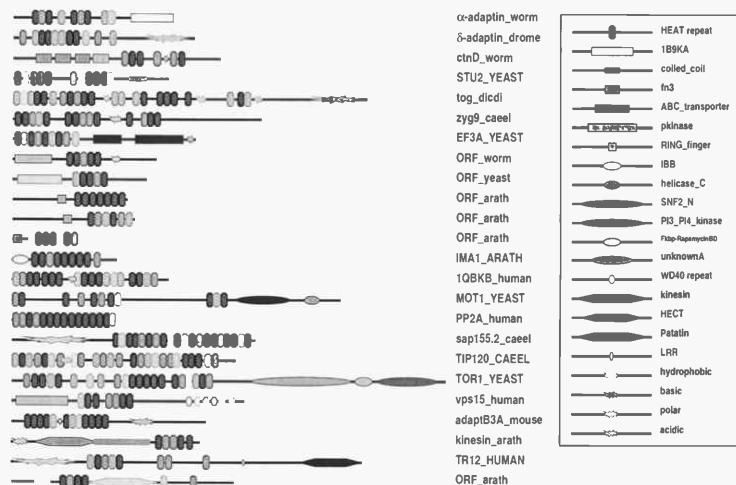 α-adaptin_worm
δ-adaptin_drome
ctnD_worm
STU2_YEAST
tog_dicdi
zyg9_caeel
EF3A_YEAST
ORF_worm
ORF_yeast
ORF_arath
ORF_arath
ORF_arath
IMA1_ARATH
1QBKB_human
MOT1_YEAST
PP2A_human
sap155.2_caeel
TIP120_CAEEL
TOR1_YEAST
vps15_human
adaptB3A_mouse
kinesin_arath
TR12_HUMAN
ORF_arath
HEAT repeat
1B9KA
coiled_coil
fn3
ABC_transporter
pkinase
RING_finger
IBB
helicase_C
SNF2_N
PI3_PI4_kinase
Fkbp-RapamycinBD
unknownA
WD40 repeat
kinesin
HECT
Patatin
LRR
hydrophobic
basic
polar
acidic